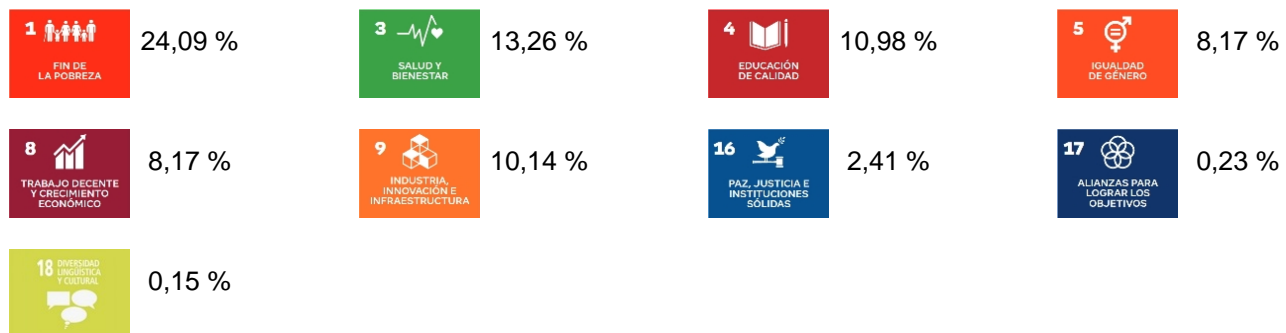 1
FIN DE
LA POBREZA
24,09 %
3
SALUD Y
BIENESTAR
13,26 %
4
EDUCACIÓN
DE CALIDAD
10,98 %
5
IGUALDAD
DE GÉNERO
8,17 %
8
TRABAJO DECENTE
Y CRECIMIENTO
ECONÓMICO
8,17 %
9
INDUSTRIA,
INNOVACIÓN E
INFRAESTRUCTURA
10,14 %
16
PAZ, JUSTICIA E
INSTITUCIONES
SÓLIDAS
2,41 %
17
ALIANZAS PARA
LOGRAR LOS
OBJETIVOS
0,23 %
18 DIVERSIDAD
LINGÜÍSTICA
Y CULTURAL
0,15 %